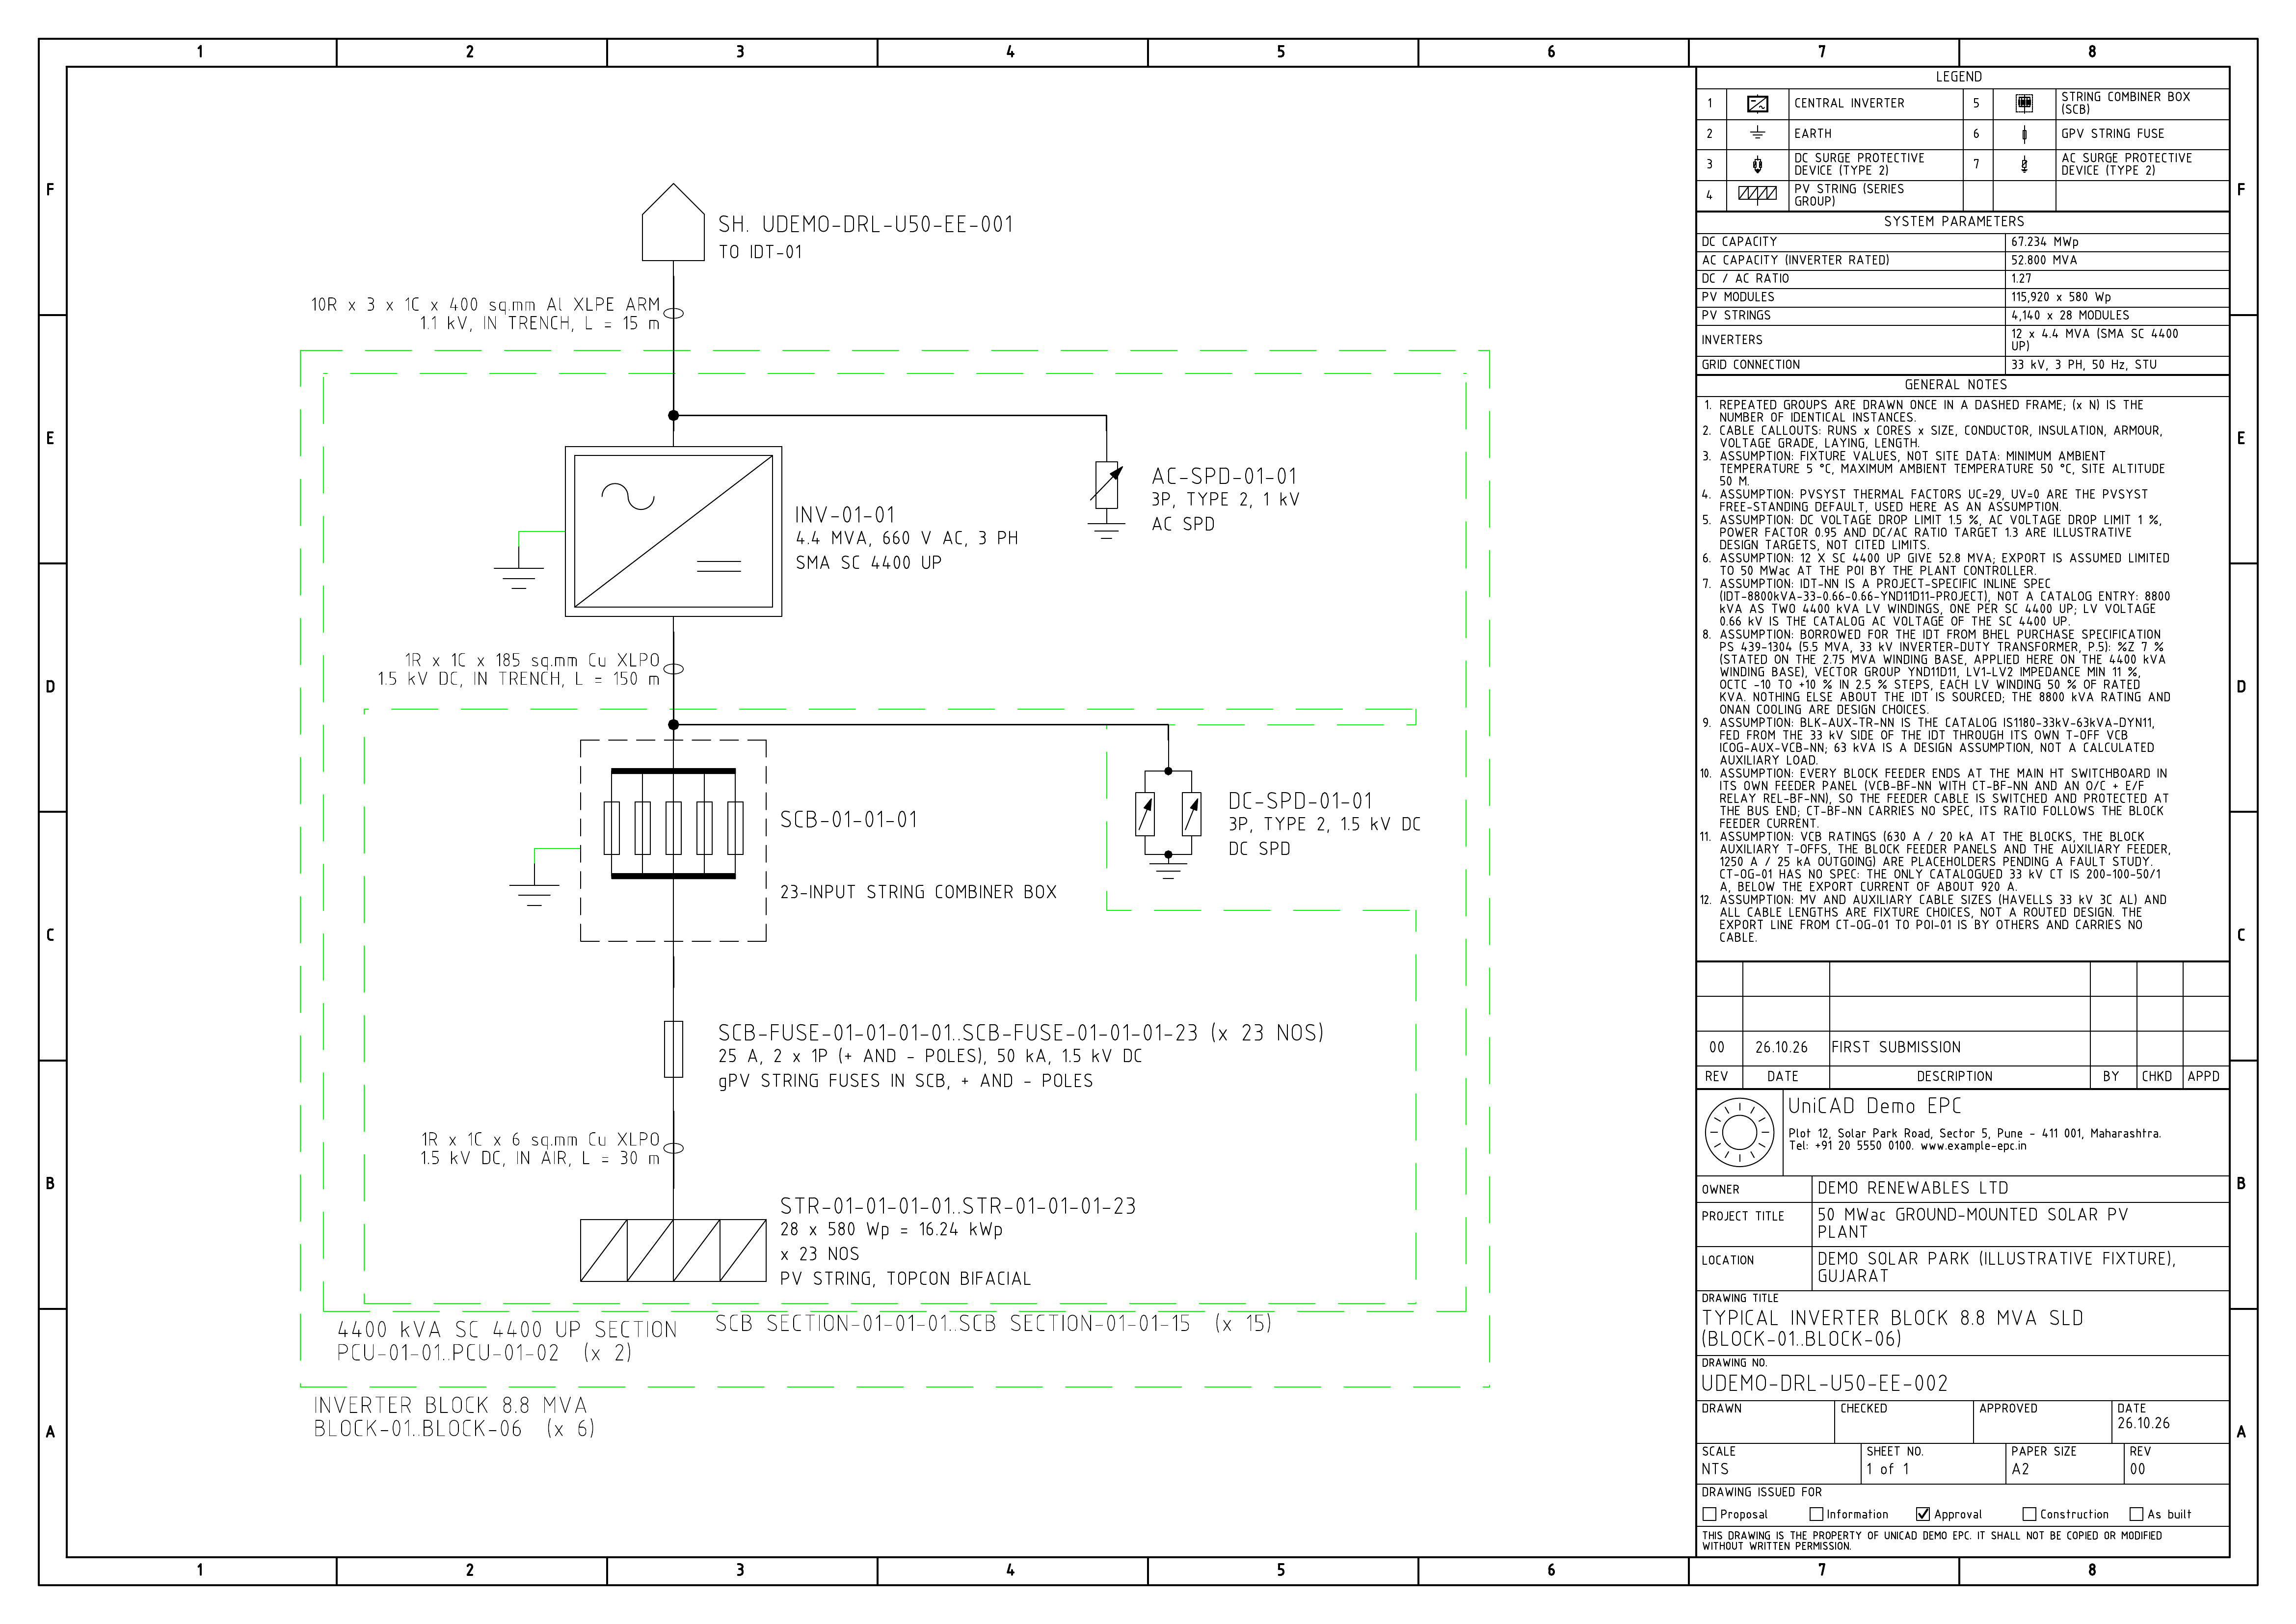 1 2 3 4 5 6 7 8
F
E
D
C
B
A
SH. UDEMO-DRL-U50-EE-001
TO IDT-01
10R x 3 x 1C x 400 sq.mm Al XLPE ARM
1.1 kV, IN TRENCH, L = 15 m
AC-SPD-01-01
3P, TYPE 2, 1 kV
AC SPD
INV-01-01
4.4 MVA, 660 V AC, 3 PH
SMA SC 4400 UP
1R x 1C x 185 sq.mm Cu XLPO
1.5 kV DC, IN TRENCH, L = 150 m
DC-SPD-01-01
3P, TYPE 2, 1.5 kV DC
DC SPD
SCB-01-01-01
23-INPUT STRING COMBINER BOX
SCB-FUSE-01-01-01-01..SCB-FUSE-01-01-01-23 (x 23 NOS)
25 A, 2 x 1P (+ AND - POLES), 50 kA, 1.5 kV DC
gPV STRING FUSES IN SCB, + AND - POLES
1R x 1C x 6 sq.mm Cu XLPO
1.5 kV DC, IN AIR, L = 30 m
STR-01-01-01-01..STR-01-01-01-23
28 x 580 Wp = 16.24 kWp
x 23 NOS
PV STRING, TOPCON BIFACIAL
SCB SECTION-01-01-01..SCB SECTION-01-01-15 (x 15)
4400 kVA SC 4400 UP SECTION
PCU-01-01..PCU-01-02 (x 2)
INVERTER BLOCK 8.8 MVA
BLOCK-01..BLOCK-06 (x 6)
LEGEND
1 CENTRAL INVERTER 5 STRING COMBINER BOX
(SCB)
2 EARTH 6 GPV STRING FUSE
3 DC SURGE PROTECTIVE
DEVICE (TYPE 2)
7 AC SURGE PROTECTIVE
DEVICE (TYPE 2)
4 PV STRING (SERIES
GROUP)
SYSTEM PARAMETERS
DC CAPACITY 67.234 MWp
AC CAPACITY (INVERTER RATED) 52.800 MVA
DC / AC RATIO 1.27
PV MODULES 115,920 x 580 Wp
PV STRINGS 4,140 x 28 MODULES
INVERTERS 12 x 4.4 MVA (SMA SC 4400
UP)
GRID CONNECTION 33 kV, 3 PH, 50 Hz, STU
GENERAL NOTES
1. REPEATED GROUPS ARE DRAWN ONCE IN A DASHED FRAME; (x N) IS THE
NUMBER OF IDENTICAL INSTANCES.
2. CABLE CALLOUTS: RUNS x CORES x SIZE, CONDUCTOR, INSULATION, ARMOUR,
VOLTAGE GRADE, LAYING, LENGTH.
3. ASSUMPTION: FIXTURE VALUES, NOT SITE DATA: MINIMUM AMBIENT
TEMPERATURE 5 °C, MAXIMUM AMBIENT TEMPERATURE 50 °C, SITE ALTITUDE
50 M.
4. ASSUMPTION: PVSYST THERMAL FACTORS UC=29, UV=0 ARE THE PVSYST
FREE-STANDING DEFAULT, USED HERE AS AN ASSUMPTION.
5. ASSUMPTION: DC VOLTAGE DROP LIMIT 1.5 %, AC VOLTAGE DROP LIMIT 1 %,
POWER FACTOR 0.95 AND DC/AC RATIO TARGET 1.3 ARE ILLUSTRATIVE
DESIGN TARGETS, NOT CITED LIMITS.
6. ASSUMPTION: 12 X SC 4400 UP GIVE 52.8 MVA; EXPORT IS ASSUMED LIMITED
TO 50 MWac AT THE POI BY THE PLANT CONTROLLER.
7. ASSUMPTION: IDT-NN IS A PROJECT-SPECIFIC INLINE SPEC
(IDT-8800kVA-33-0.66-0.66-YND11D11-PROJECT), NOT A CATALOG ENTRY: 8800
kVA AS TWO 4400 kVA LV WINDINGS, ONE PER SC 4400 UP; LV VOLTAGE
0.66 kV IS THE CATALOG AC VOLTAGE OF THE SC 4400 UP.
8. ASSUMPTION: BORROWED FOR THE IDT FROM BHEL PURCHASE SPECIFICATION
PS 439-1304 (5.5 MVA, 33 kV INVERTER-DUTY TRANSFORMER, P.5): %Z 7 %
(STATED ON THE 2.75 MVA WINDING BASE, APPLIED HERE ON THE 4400 kVA
WINDING BASE), VECTOR GROUP YND11D11, LV1-LV2 IMPEDANCE MIN 11 %,
OCTC -10 TO +10 % IN 2.5 % STEPS, EACH LV WINDING 50 % OF RATED
KVA. NOTHING ELSE ABOUT THE IDT IS SOURCED; THE 8800 KVA RATING AND
ONAN COOLING ARE DESIGN CHOICES.
9. ASSUMPTION: BLK-AUX-TR-NN IS THE CATALOG IS1180-33kV-63kVA-DYN11,
FED FROM THE 33 kV SIDE OF THE IDT THROUGH ITS OWN T-OFF VCB
ICOG-AUX-VCB-NN; 63 kVA IS A DESIGN ASSUMPTION, NOT A CALCULATED
AUXILIARY LOAD.
10. ASSUMPTION: EVERY BLOCK FEEDER ENDS AT THE MAIN HT SWITCHBOARD IN
ITS OWN FEEDER PANEL (VCB-BF-NN WITH CT-BF-NN AND AN O/C + E/F
RELAY REL-BF-NN), SO THE FEEDER CABLE IS SWITCHED AND PROTECTED AT
THE BUS END; CT-BF-NN CARRIES NO SPEC, ITS RATIO FOLLOWS THE BLOCK
FEEDER CURRENT.
11. ASSUMPTION: VCB RATINGS (630 A / 20 kA AT THE BLOCKS, THE BLOCK
AUXILIARY T-OFFS, THE BLOCK FEEDER PANELS AND THE AUXILIARY FEEDER,
1250 A / 25 kA OUTGOING) ARE PLACEHOLDERS PENDING A FAULT STUDY.
CT-OG-01 HAS NO SPEC: THE ONLY CATALOGUED 33 kV CT IS 200-100-50/1
A, BELOW THE EXPORT CURRENT OF ABOUT 920 A.
12. ASSUMPTION: MV AND AUXILIARY CABLE SIZES (HAVELLS 33 kV 3C AL) AND
ALL CABLE LENGTHS ARE FIXTURE CHOICES, NOT A ROUTED DESIGN. THE
EXPORT LINE FROM CT-OG-01 TO POI-01 IS BY OTHERS AND CARRIES NO
CABLE.
00 26.10.26 FIRST SUBMISSION
REV DATE DESCRIPTION BY CHKD APPD
UniCAD Demo EPC
Plot 12, Solar Park Road, Sector 5, Pune - 411 001, Maharashtra.
Tel: +91 20 5550 0100. www.example-epc.in
OWNER DEMO RENEWABLES LTD
PROJECT TITLE 50 MWac GROUND-MOUNTED SOLAR PV
PLANT
LOCATION DEMO SOLAR PARK (ILLUSTRATIVE FIXTURE),
GUJARAT
DRAWING TITLE
TYPICAL INVERTER BLOCK 8.8 MVA SLD
(BLOCK-01..BLOCK-06)
DRAWING NO.
UDEMO-DRL-U50-EE-002
DRAWN CHECKED APPROVED DATE
26.10.26
SCALE SHEET NO. PAPER SIZE REV
NTS 1 of 1 A2 00
DRAWING ISSUED FOR
Proposal Information Approval Construction As built
THIS DRAWING IS THE PROPERTY OF UNICAD DEMO EPC. IT SHALL NOT BE COPIED OR MODIFIED
WITHOUT WRITTEN PERMISSION.
F
E
D
C
B
A
1 2 3 4 5 6 7 8